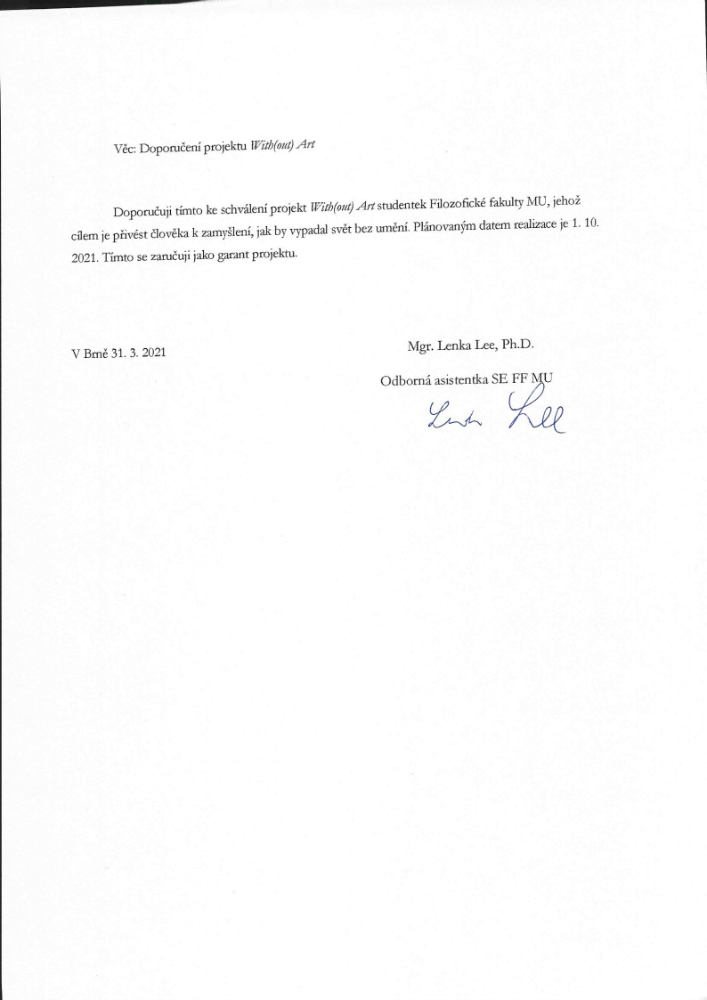 Věc: Doporučení projektu With(out) Art
Doporučuji tímto ke schválení projekt With(out) Art studentek Filozofické fakulty MU, jehož
cílem je přivést člověka k zamyšlení, jak by vypadal svět bez umění. Plánovaným datem realizace je 1. 10.
2021. Tímto se zaručuji jako garant projektu.
V Brně 31. 3. 2021
Mgr. Lenka Lee, Ph.D.
Odborná asistentka SE FF MU
Lenka Lee